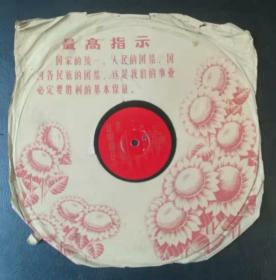 最高指示
国家的统一，人民的团结，国
内各民族的团结，这是我们的事业
必定要胜利的基本保证。